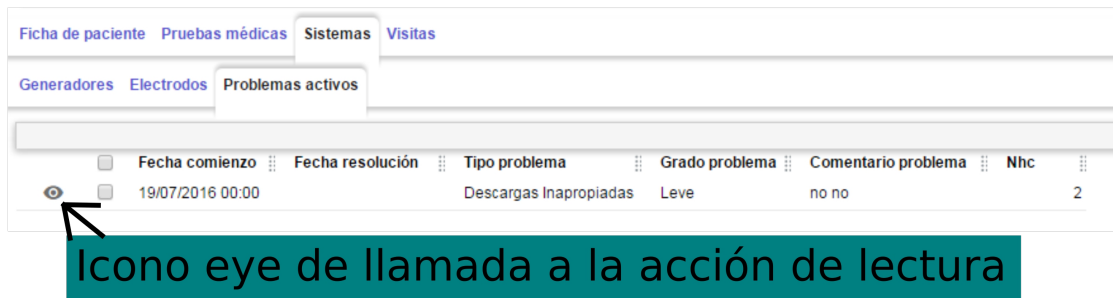 Ficha de paciente Pruebas médicas Sistemas Visitas
Generadores Electrodos Problemas activos
Fecha comienzo Fecha resolución Tipo problema Grado problema Comentario problema Nhc
19/07/2016 00:00 Descargas Inapropiadas Leve no no 2
Icono eye de llamada a la acción de lectura